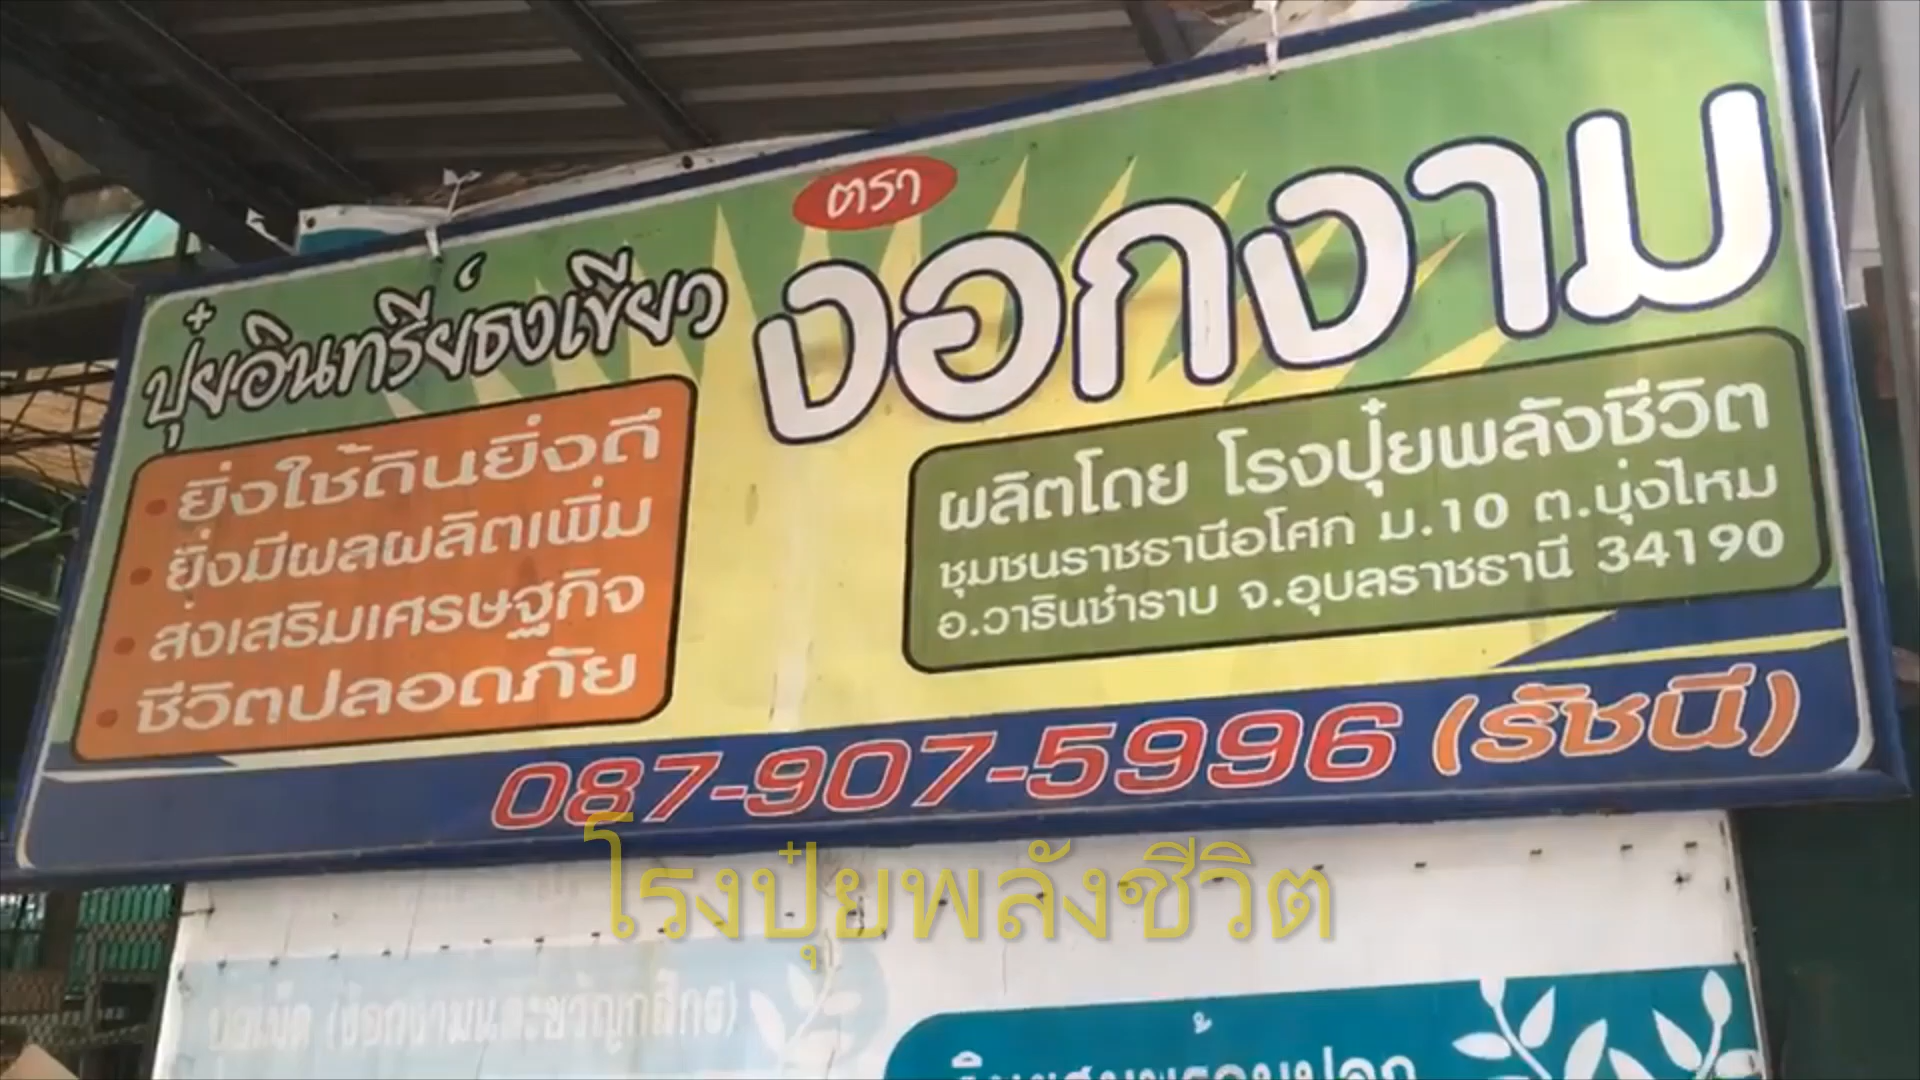 ปุ๋ยอินทรีย์ธงเขียว
ตรา
งอกงาม
• ยิ่งใช้ดินยิ่งดี
• ยิ่งมีผลผลิตเพิ่ม
• ส่งเสริมเศรษฐกิจ
• ชีวิตปลอดภัย
ผลิตโดย โรงปุ๋ยพลังชีวิต
ชุมชนราชธานีอโศก ม.10 ต.บุ่งไหม
อ.วารินชำราบ จ.อุบลราชธานี 34190
087-907-5996 (รัชนี)
โรงปุ๋ยพลังชีวิต